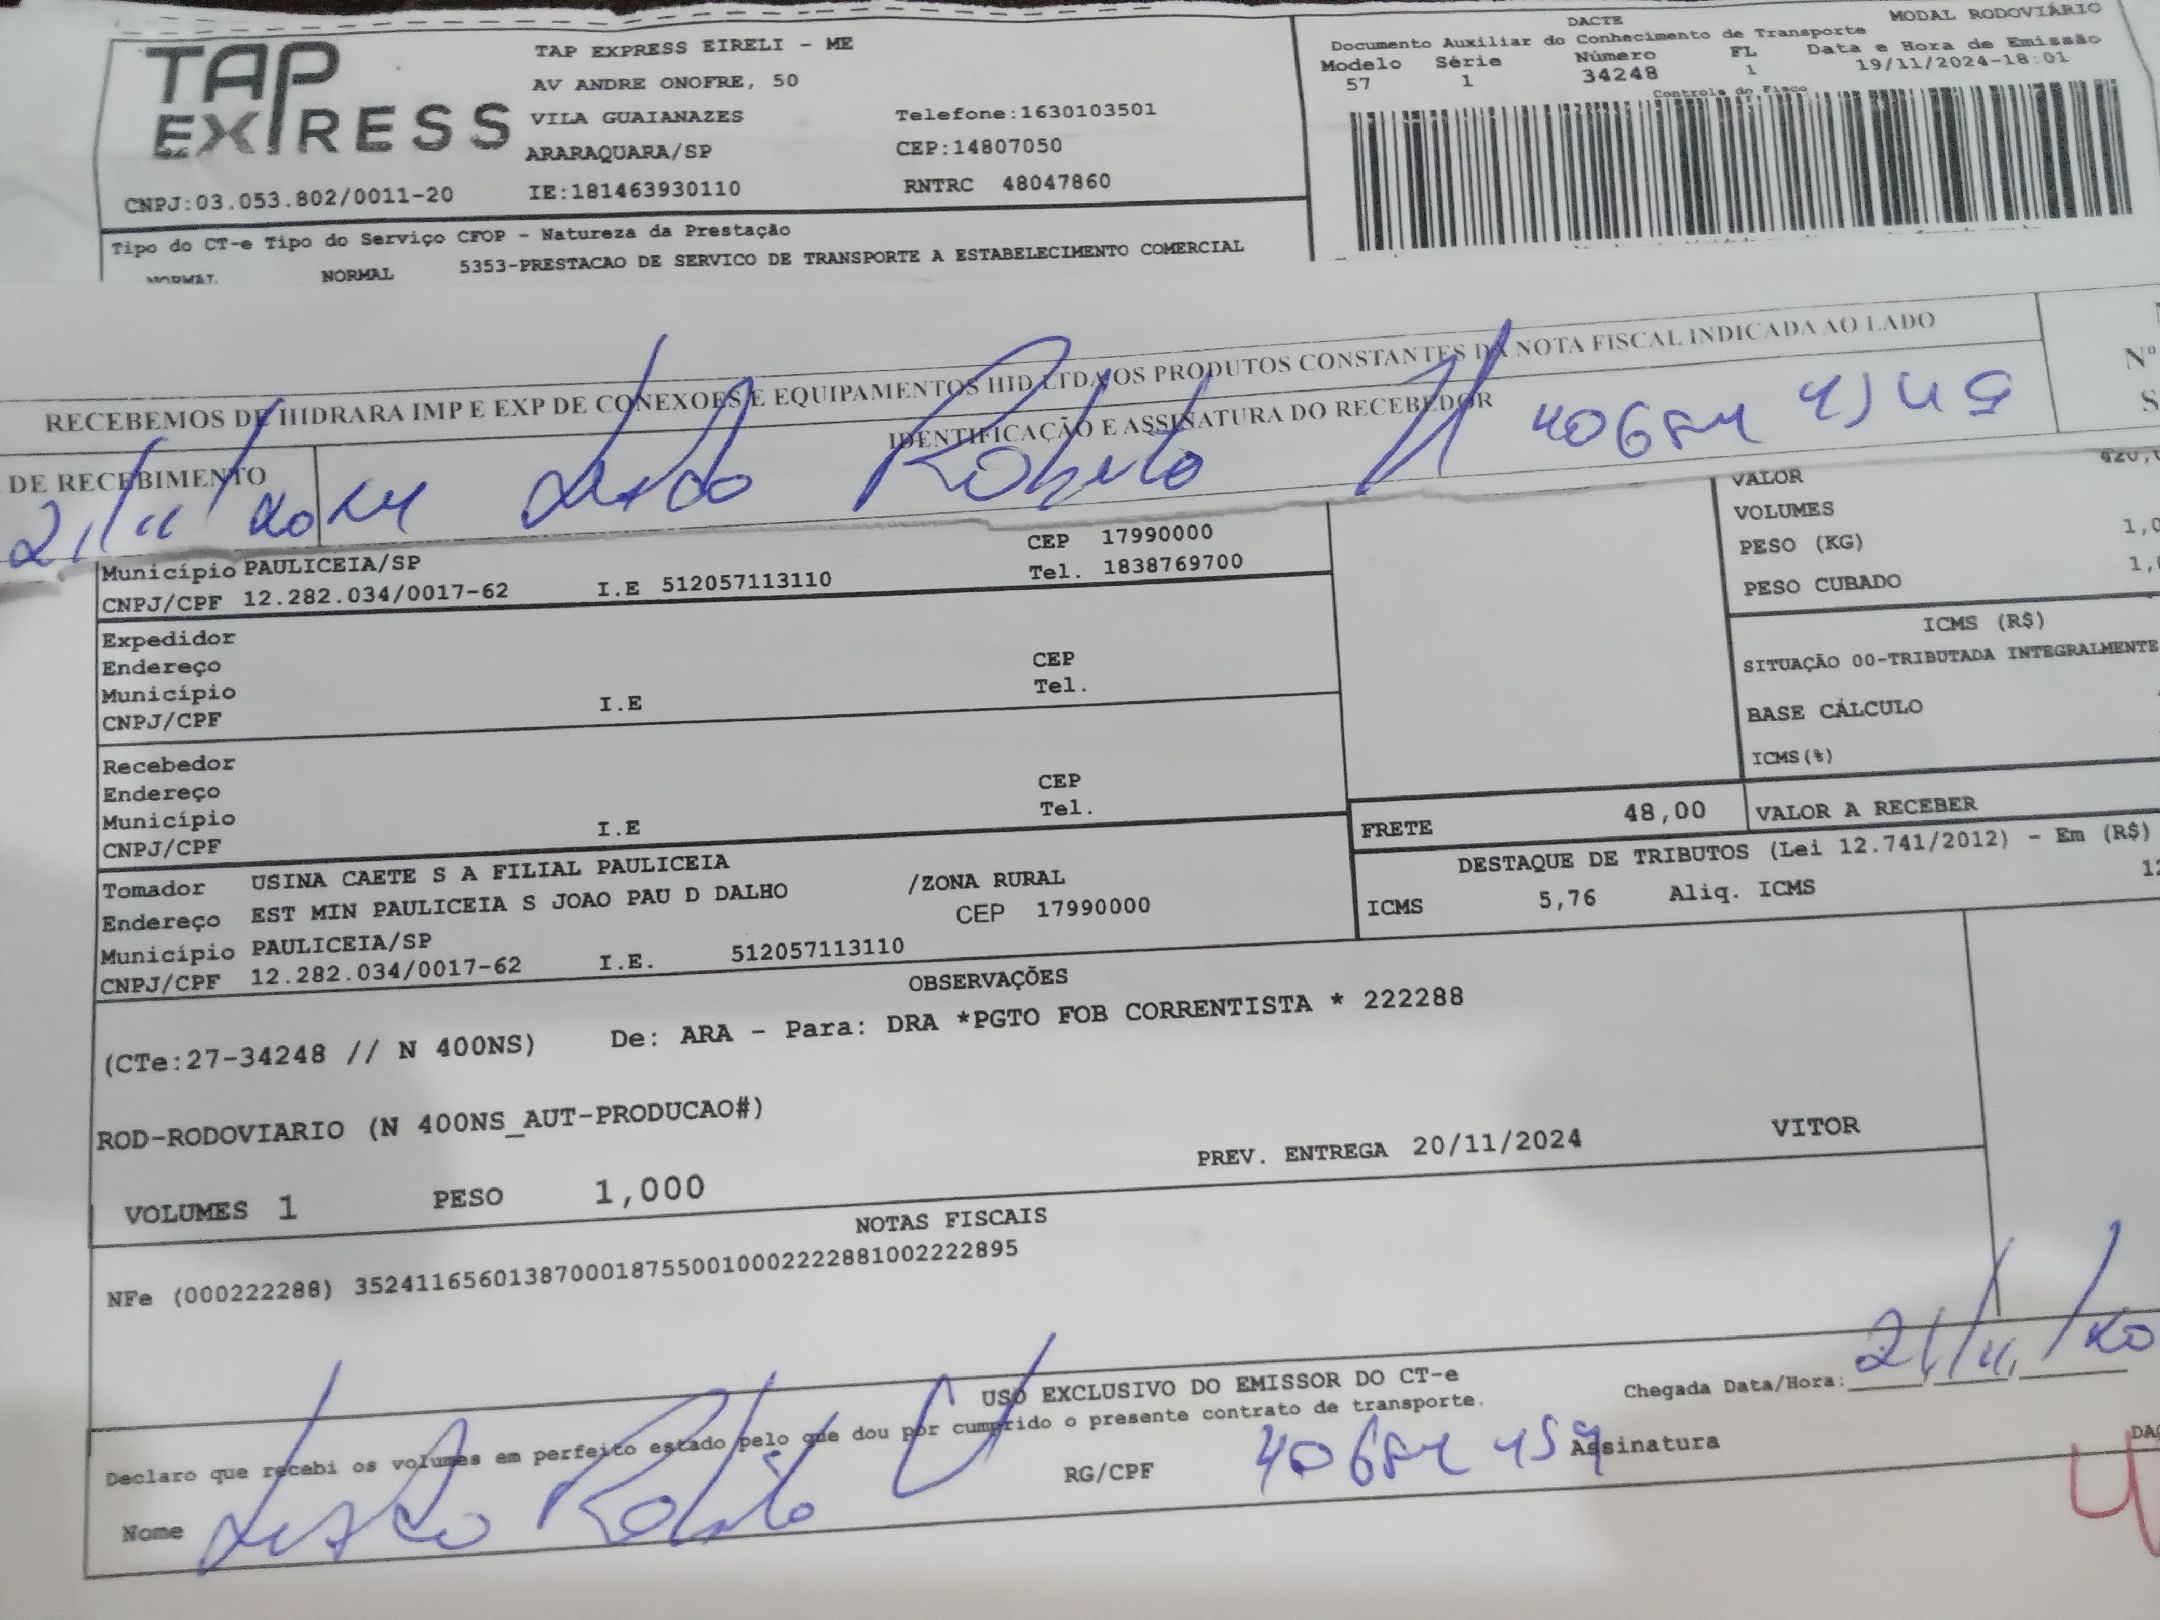 TAP EXPRESS
TAP EXPRESS EIRELI - ME
AV ANDRE ONOFRE, 50
VILA GUAIANAZES Telefone:1630103501
ARARAQUARA/SP CEP:14807050
CNPJ:03.053.802/0011-20 IE:181463930110 RNTRC 48047860
DACTE MODAL RODOVIÁRIO
Documento Auxiliar do Conhecimento de Transporte
Modelo Série Número FL Data e Hora de Emissão
57 1 34248 1 19/11/2024-18:01
Controle do Fisco
Tipo do CT-e Tipo do Serviço CFOP - Natureza da Prestação
NORMAL NORMAL 5353-PRESTACAO DE SERVICO DE TRANSPORTE A ESTABELECIMENTO COMERCIAL
RECEBEMOS DE HIDRARA IMP E EXP DE CONEXOES E EQUIPAMENTOS HID LTDA OS PRODUTOS CONSTANTES DA NOTA FISCAL INDICADA AO LADO
Nº
DE RECEBIMENTO IDENTIFICAÇÃO E ASSINATURA DO RECEBEDOR
21/11/2024 Roberto
VALOR 420,
VOLUMES
PESO (KG) 1,0
PESO CUBADO 1,
Município PAULICEIA/SP CEP 17990000
CNPJ/CPF 12.282.034/0017-62 I.E 512057113110 Tel. 1838769700
Expedidor
Endereço CEP
Município Tel.
CNPJ/CPF I.E
ICMS (R$)
SITUAÇÃO 00-TRIBUTADA INTEGRALMENTE
BASE CÁLCULO
ICMS(%)
Recebedor
Endereço CEP
Município Tel.
CNPJ/CPF I.E
FRETE 48,00 VALOR A RECEBER
DESTAQUE DE TRIBUTOS (Lei 12.741/2012) - Em (R$)
ICMS 5,76 Aliq. ICMS 12
Tomador USINA CAETE S A FILIAL PAULICEIA
Endereço EST MIN PAULICEIA S JOAO PAU D DALHO /ZONA RURAL
Município PAULICEIA/SP CEP 17990000
CNPJ/CPF 12.282.034/0017-62 I.E. 512057113110
OBSERVAÇÕES
(CTe:27-34248 // N 400NS) De: ARA - Para: DRA *PGTO FOB CORRENTISTA * 222288
ROD-RODOVIARIO (N 400NS_AUT-PRODUCAO#)
VOLUMES 1 PESO 1,000 PREV. ENTREGA 20/11/2024 VITOR
NOTAS FISCAIS
NFe (000222288) 35241165601387000187550010002222881002222895
USO EXCLUSIVO DO EMISSOR DO CT-e
Declaro que recebi os volumes em perfeito estado pelo que dou por cumprido o presente contrato de transporte.
Chegada Data/Hora: 21/11/20
Nome Roberto RG/CPF Assinatura